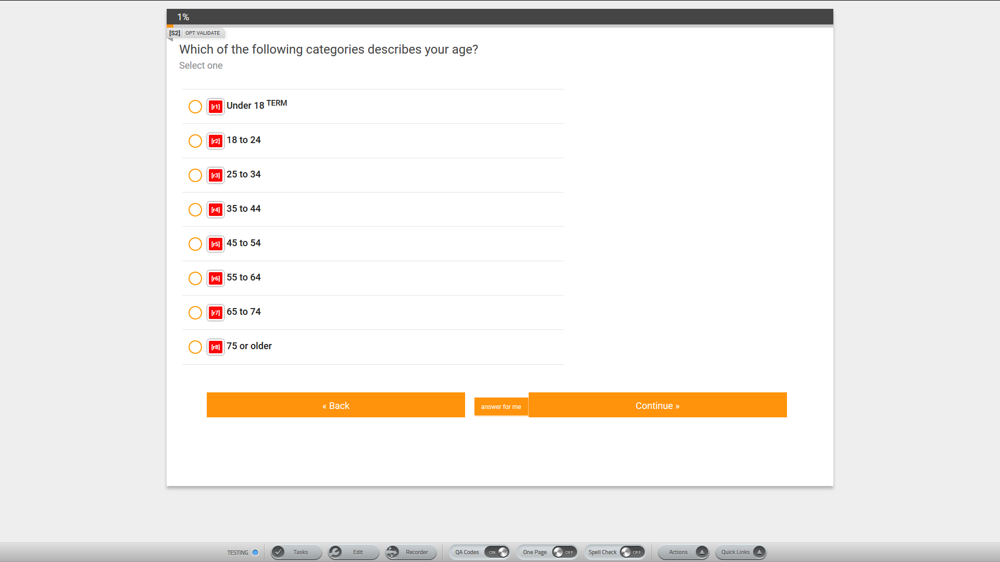 1%
[S2] OPT VALIDATE
Which of the following categories describes your age?
Select one
[r1] Under 18 TERM
[r2] 18 to 24
[r3] 25 to 34
[r4] 35 to 44
[r5] 45 to 54
[r6] 55 to 64
[r7] 65 to 74
[r8] 75 or older
« Back answer for me Continue »
TESTING Tasks Edit Recorder QA Codes ON One Page OFF Spell Check OFF Actions Quick Links